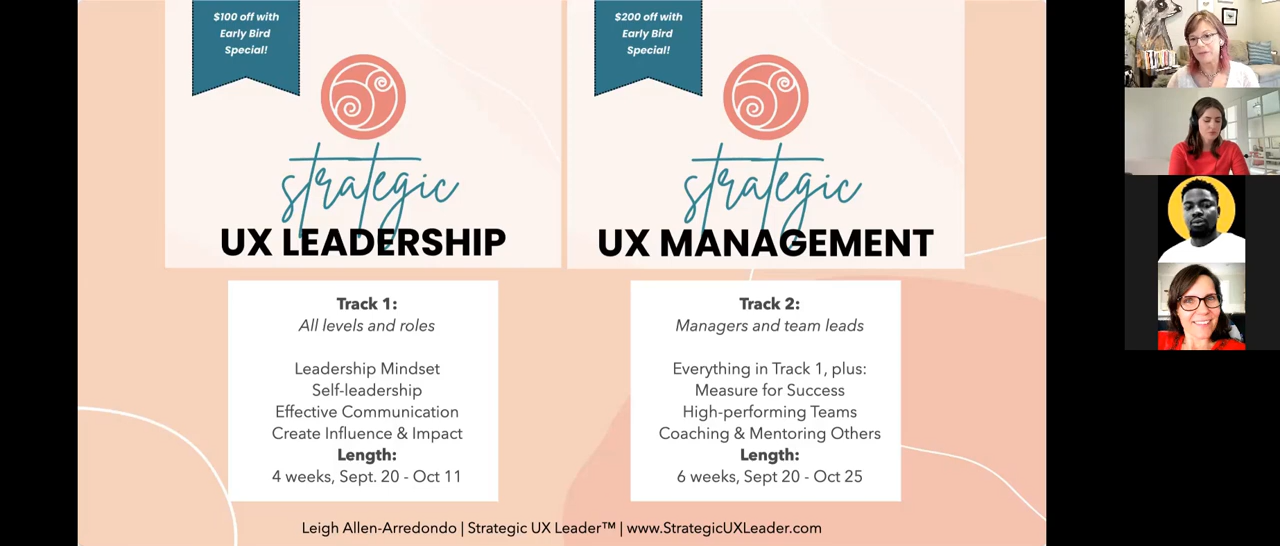 $100 off with
Early Bird
Special!
strategic
UX LEADERSHIP
Track 1:
All levels and roles
Leadership Mindset
Self-leadership
Effective Communication
Create Influence & Impact
Length:
4 weeks, Sept. 20 - Oct 11
$200 off with
Early Bird
Special!
strategic
UX MANAGEMENT
Track 2:
Managers and team leads
Everything in Track 1, plus:
Measure for Success
High-performing Teams
Coaching & Mentoring Others
Length:
6 weeks, Sept 20 - Oct 25
Leigh Allen-Arredondo | Strategic UX Leader™ | www.StrategicUXLeader.com